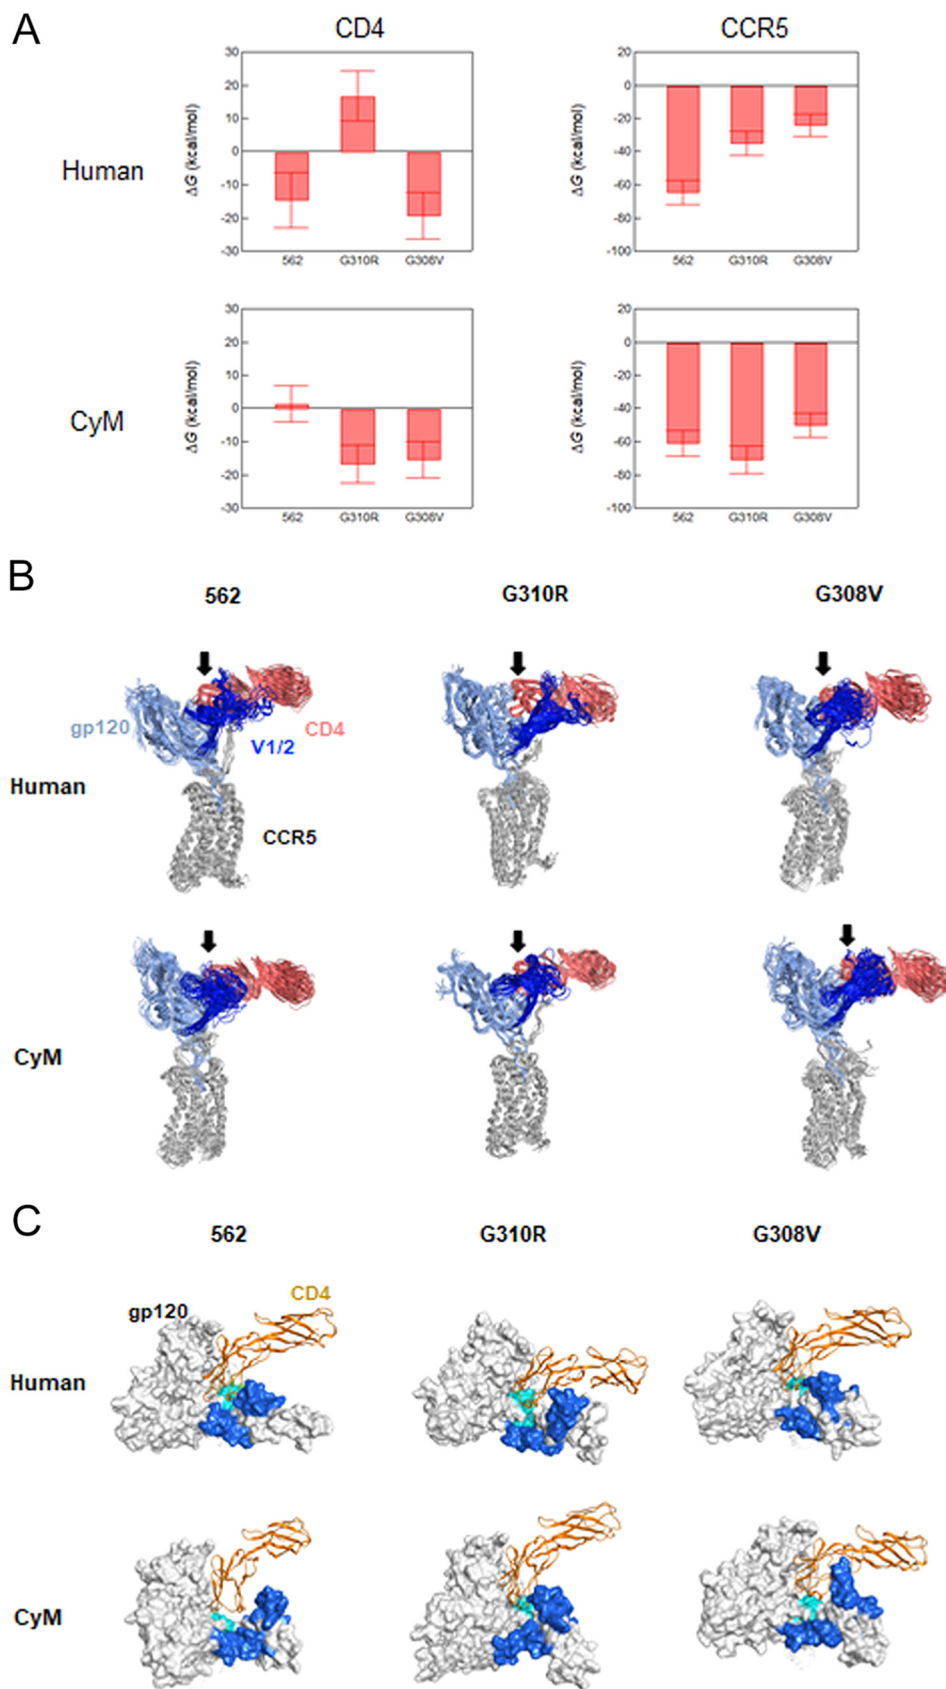 A
CD4
CCR5
Human
ΔG (kcal/mol)
30
20
10
0
-10
-20
-30
562
G310R
G308V
ΔG (kcal/mol)
20
0
-20
-40
-60
-80
-100
562
G310R
G308V
CyM
ΔG (kcal/mol)
30
20
10
0
-10
-20
-30
562
G310R
G308V
ΔG (kcal/mol)
20
0
-20
-40
-60
-80
-100
562
G310R
G308V
B
562
G310R
G308V
gp120
V1/2
CD4
Human
CCR5
CyM
C
562
G310R
G308V
gp120
CD4
Human
CyM